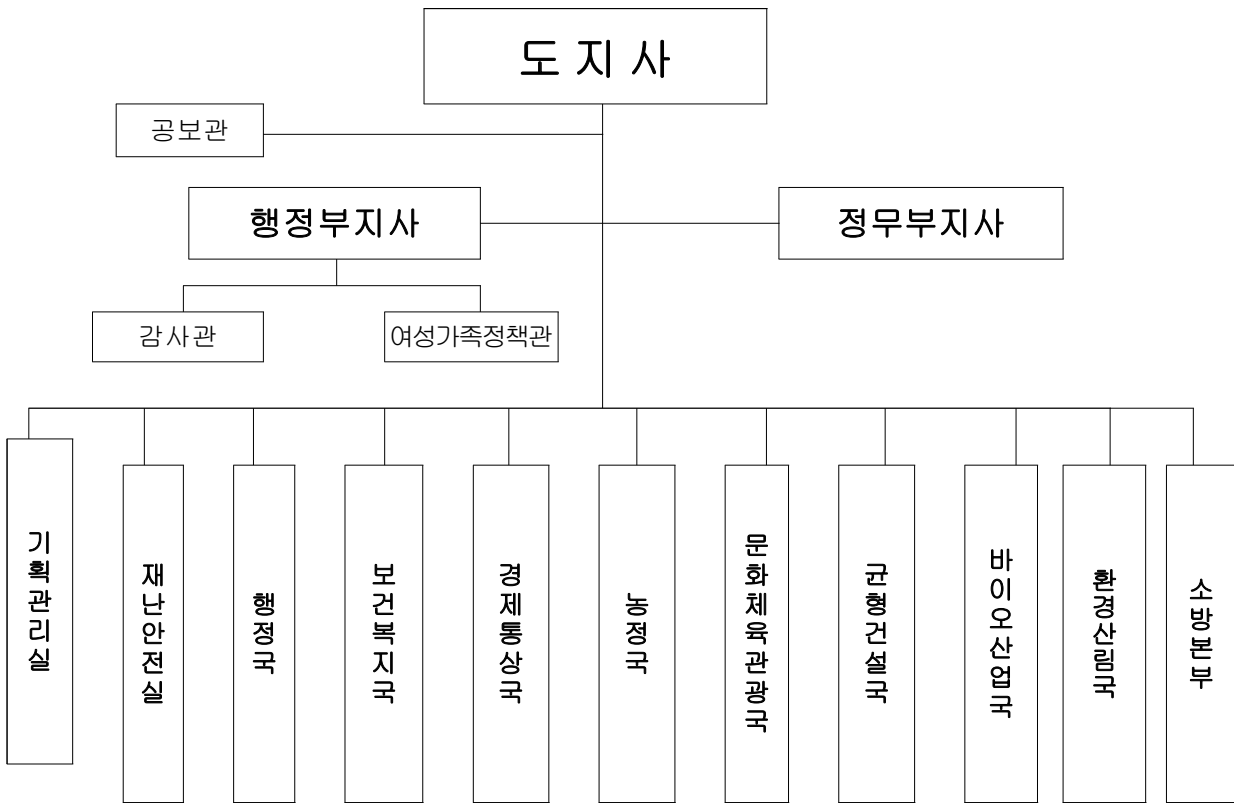 도 지 사
공보관
행정부지사
정무부지사
감사관
여성가족정책관
기획관리실
재난안전실
행정국
보건복지국
경제통상국
농정국
문화체육관광국
균형건설국
바이오산업국
환경산림국
소방본부